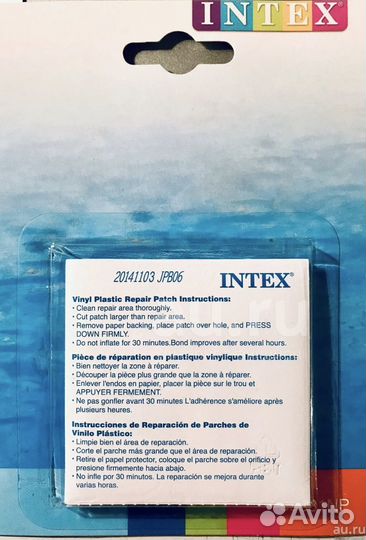 INTEX
20141103 JPB06
INTEX®
Vinyl Plastic Repair Patch Instructions:
• Clean repair area thoroughly.
• Cut patch larger than repair area.
• Remove paper backing, place patch over hole, and PRESS
DOWN FIRMLY.
• Do not inflate for 30 minutes.Bond improves after several hours.
Pièce de réparation en plastique vinylique Instructions:
• Bien nettoyer la zone à réparer.
• Découper la pièce plus grande que la zone à réparer.
• Enlever l'endos en papier, placer la pièce sur le trou et
APPUYER FERMEMENT.
• Ne pas gonfler avant 30 minutes L'adhérence s'améliore après
plusieurs heures.
Instrucciones de Reparación de Parches de
Vinilo Plástico:
• Limpie bien el área de reparación.
• Corte el parche más grande que el área de reparación.
• Retire el papel protector, coloque el parche sobre el orificio y
presione firmemente hacia abajo.
• No infle por 30 minutos. La reparación se mejora durante
varias horas.
Avito
au.ru